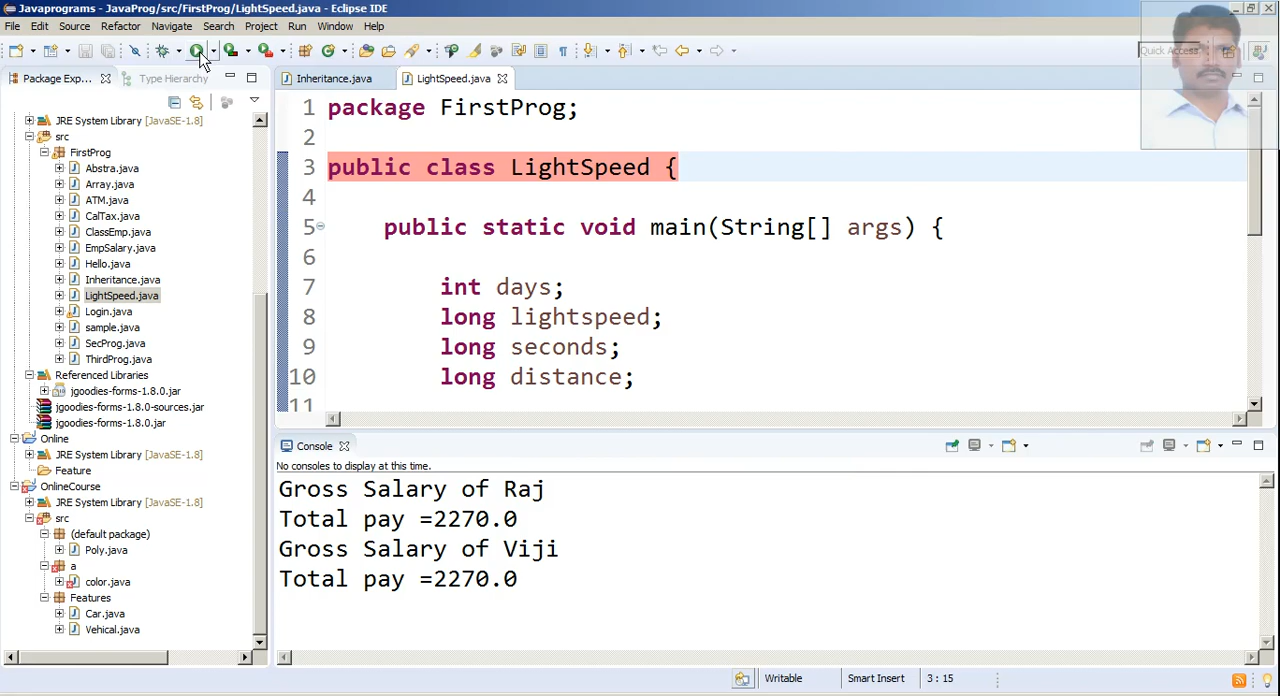 Javaprograms - JavaProg/src/FirstProg/LightSpeed.java - Eclipse IDE
File Edit Source Refactor Navigate Search Project Run Window Help
Quick Access
Package Exp... Type Hierarchy
JRE System Library [JavaSE-1.8]
src
FirstProg
Abstra.java
Array.java
ATM.java
CalTax.java
ClassEmp.java
EmpSalary.java
Hello.java
Inheritance.java
LightSpeed.java
Login.java
sample.java
SecProg.java
ThirdProg.java
Referenced Libraries
jgoodies-forms-1.8.0.jar
jgoodies-forms-1.8.0-sources.jar
jgoodies-forms-1.8.0.jar
Online
JRE System Library [JavaSE-1.8]
Feature
OnlineCourse
JRE System Library [JavaSE-1.8]
src
(default package)
Poly.java
a
color.java
Features
Car.java
Vehical.java
Inheritance.java LightSpeed.java
1 package FirstProg;
2
3 public class LightSpeed {
4
5 public static void main(String[] args) {
6
7 int days;
8 long lightspeed;
9 long seconds;
10 long distance;
11
Console
No consoles to display at this time.
Gross Salary of Raj
Total pay =2270.0
Gross Salary of Viji
Total pay =2270.0
Writable Smart Insert 3 : 15